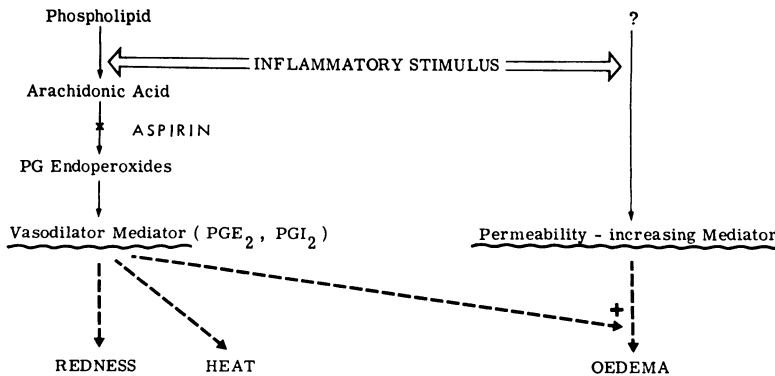 Phospholipid ?
INFLAMMATORY STIMULUS
Arachidonic Acid
ASPIRIN
PG Endoperoxides
Vasodilator Mediator ( PGE2 , PGI2 ) Permeability - increasing Mediator
+
REDNESS HEAT OEDEMA